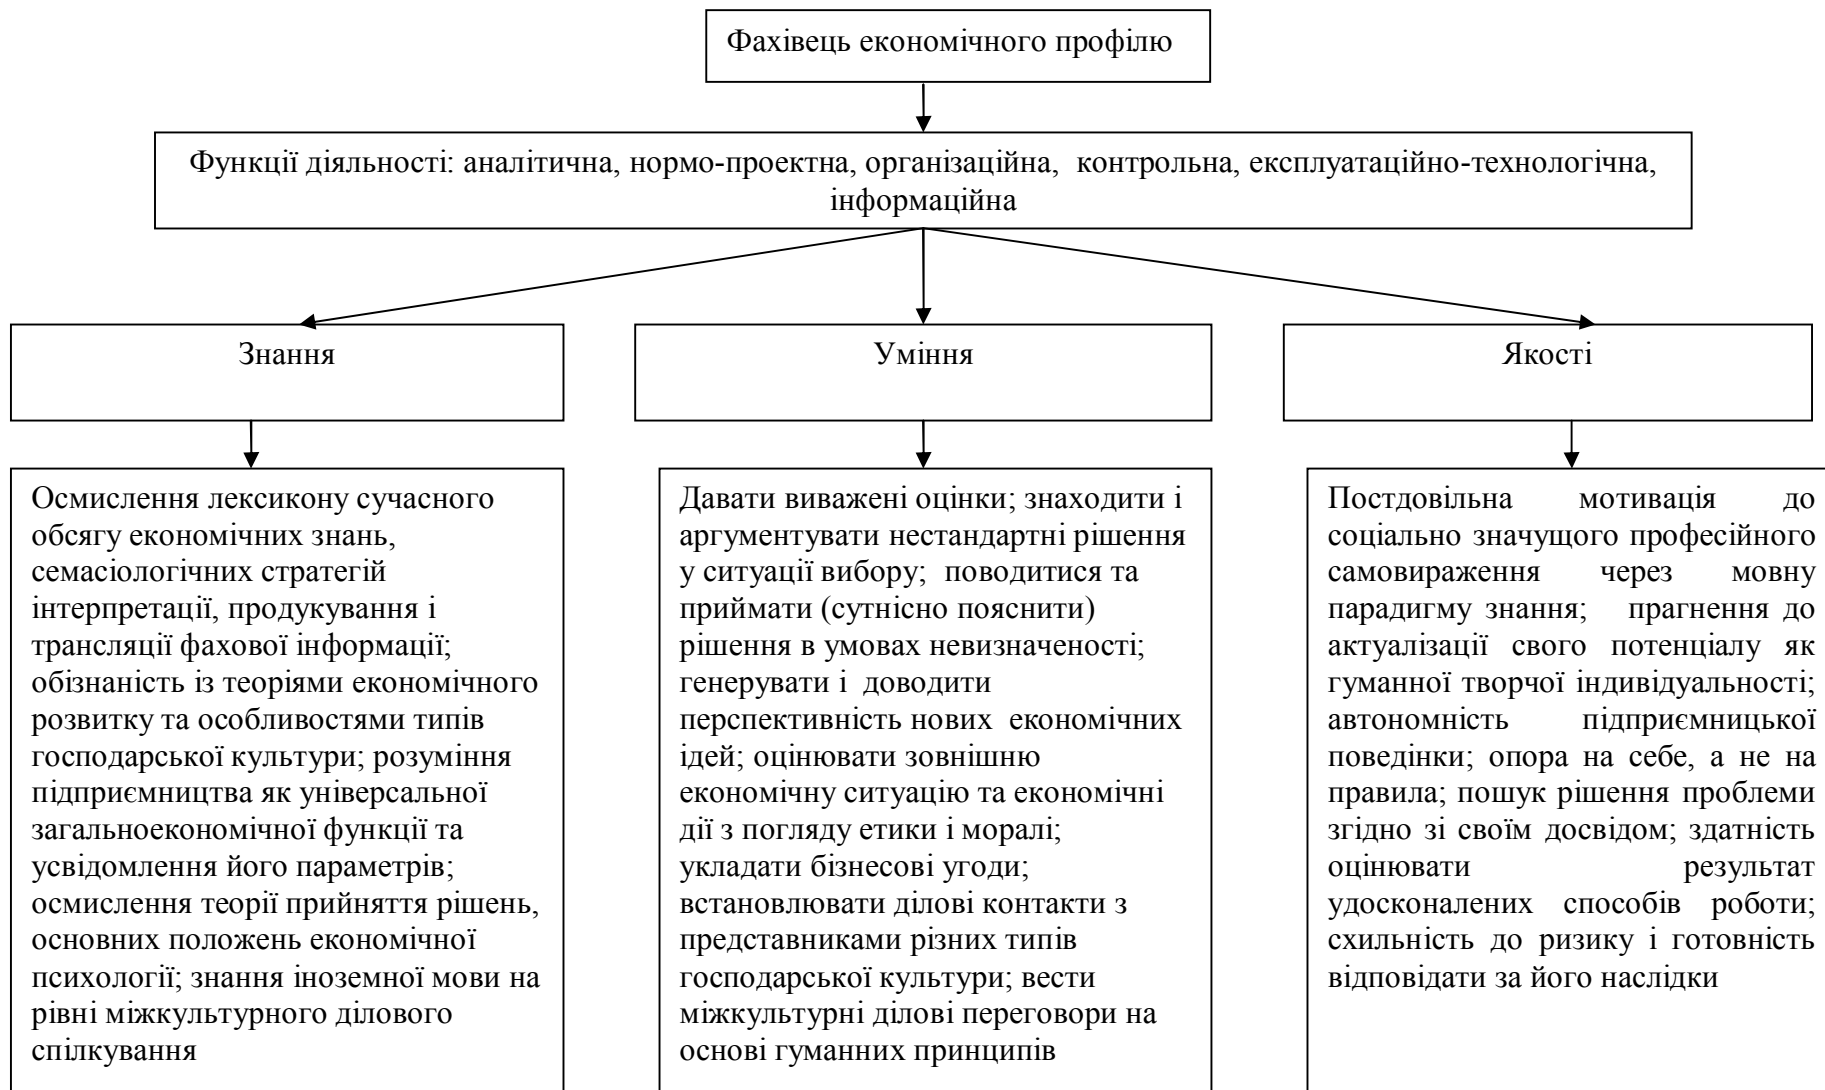 Фахівець економічного профілю
Функції діяльності: аналітична, нормо-проектна, організаційна, контрольна, експлуатаційно-технологічна,
інформаційна
Знання
Уміння
Якості
Осмислення лексикону сучасного
обсягу економічних знань,
семасіологічних стратегій
інтерпретації, продукування і
трансляції фахової інформації;
обізнаність із теоріями економічного
розвитку та особливостями типів
господарської культури; розуміння
підприємництва як універсальної
загальноекономічної функції та
усвідомлення його параметрів;
осмислення теорії прийняття рішень,
основних положень економічної
психології; знання іноземної мови на
рівні міжкультурного ділового
спілкування
Давати виважені оцінки; знаходити і
аргументувати нестандартні рішення
у ситуації вибору; поводитися та
приймати (сутнісно пояснити)
рішення в умовах невизначеності;
генерувати і доводити
перспективність нових економічних
ідей; оцінювати зовнішню
економічну ситуацію та економічні
дії з погляду етики і моралі;
укладати бізнесові угоди;
встановлювати ділові контакти з
представниками різних типів
господарської культури; вести
міжкультурні ділові переговори на
основі гуманних принципів
Постдовільна мотивація до
соціально значущого професійного
самовираження через мовну
парадигму знання; прагнення до
актуалізації свого потенціалу як
гуманної творчої індивідуальності;
автономність підприємницької
поведінки; опора на себе, а не на
правила; пошук рішення проблеми
згідно зі своїм досвідом; здатність
оцінювати результат
удосконалених способів роботи;
схильність до ризику і готовність
відповідати за його наслідки